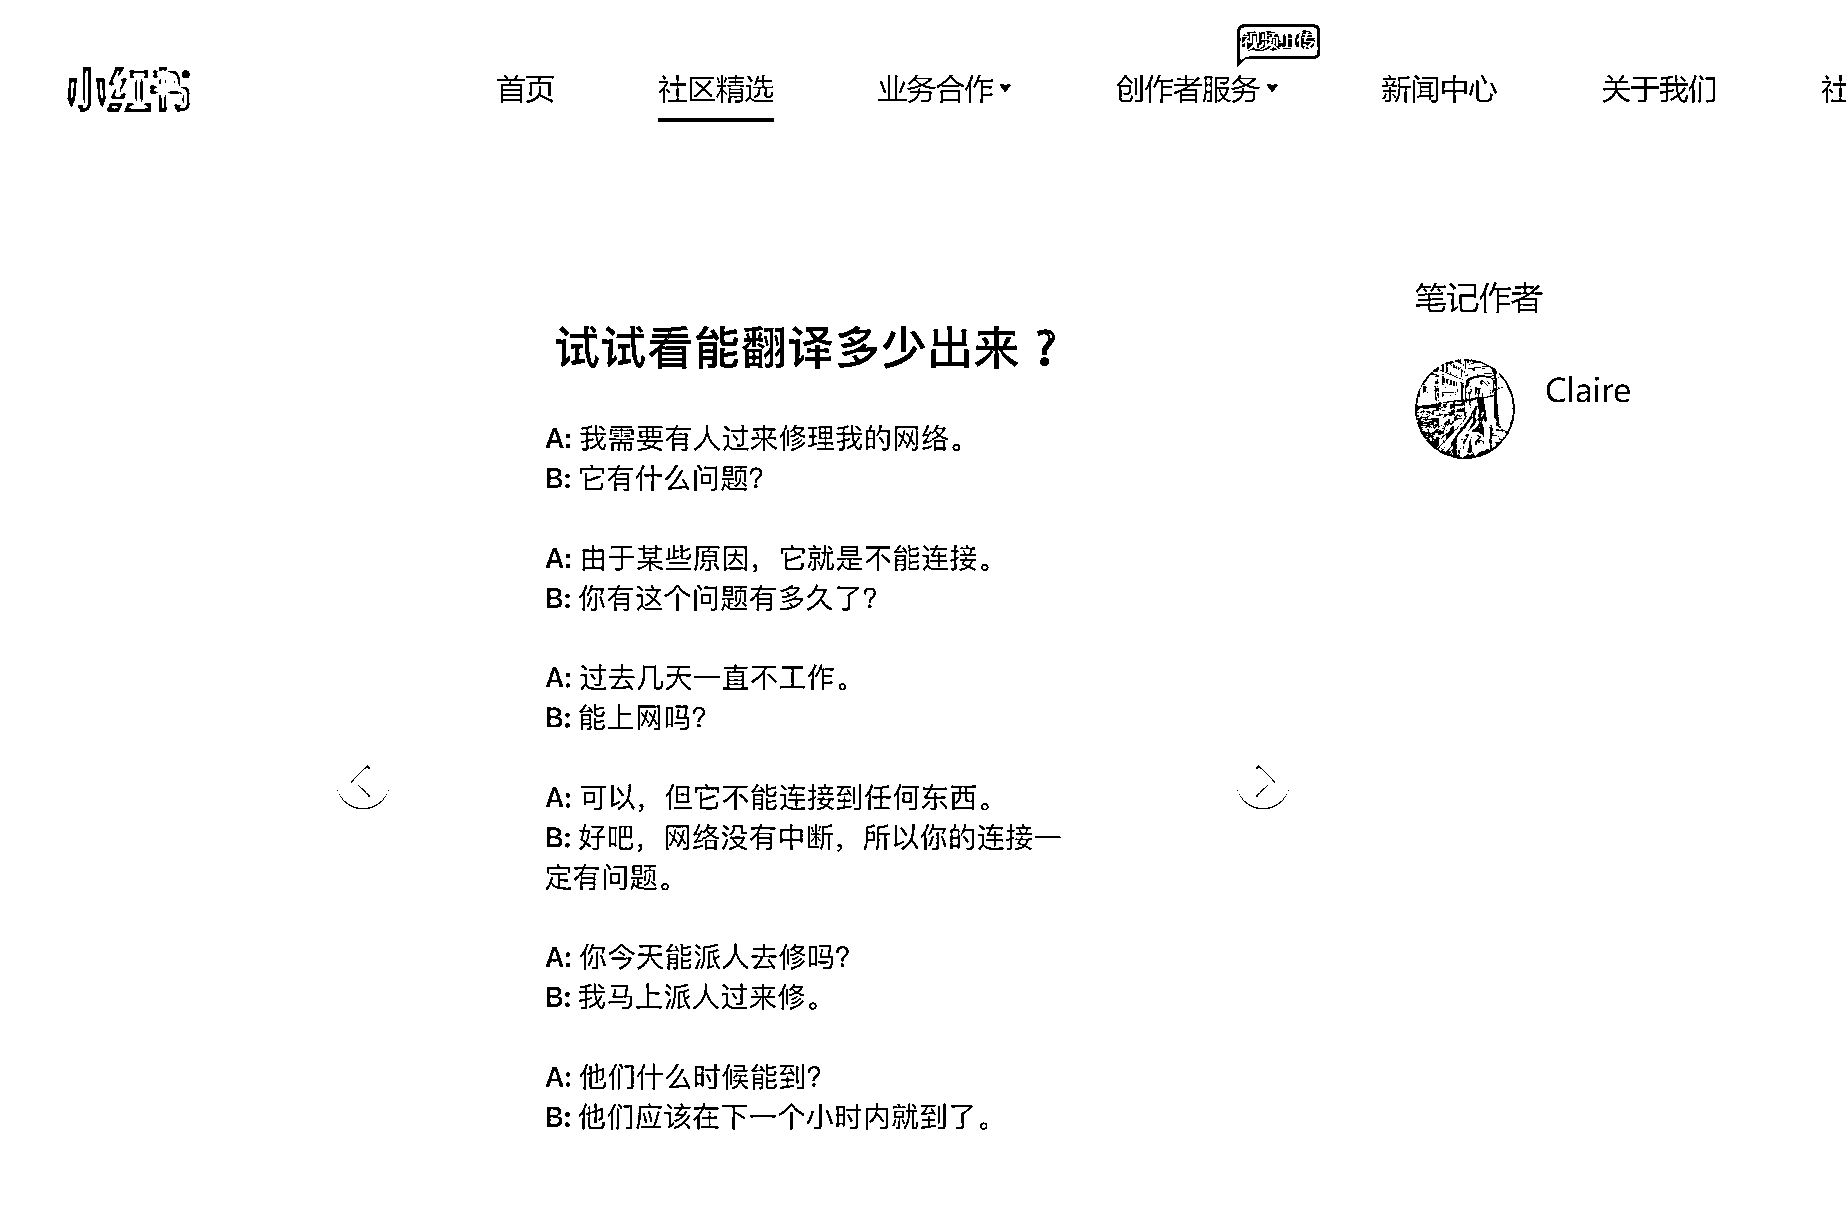 视频上传
小红书
首页 社区精选 业务合作 创作者服务 新闻中心 关于我们 社
笔记作者
Claire
试试看能翻译多少出来？
A: 我需要有人过来修理我的网络。
B: 它有什么问题？
A: 由于某些原因，它就是不能连接。
B: 你有这个问题有多久了？
A: 过去几天一直不工作。
B: 能上网吗？
A: 可以，但它不能连接到任何东西。
B: 好吧，网络没有中断，所以你的连接一
定有问题。
A: 你今天能派人去修吗？
B: 我马上派人过来修。
A: 他们什么时候能到？
B: 他们应该在下一个小时内就到了。